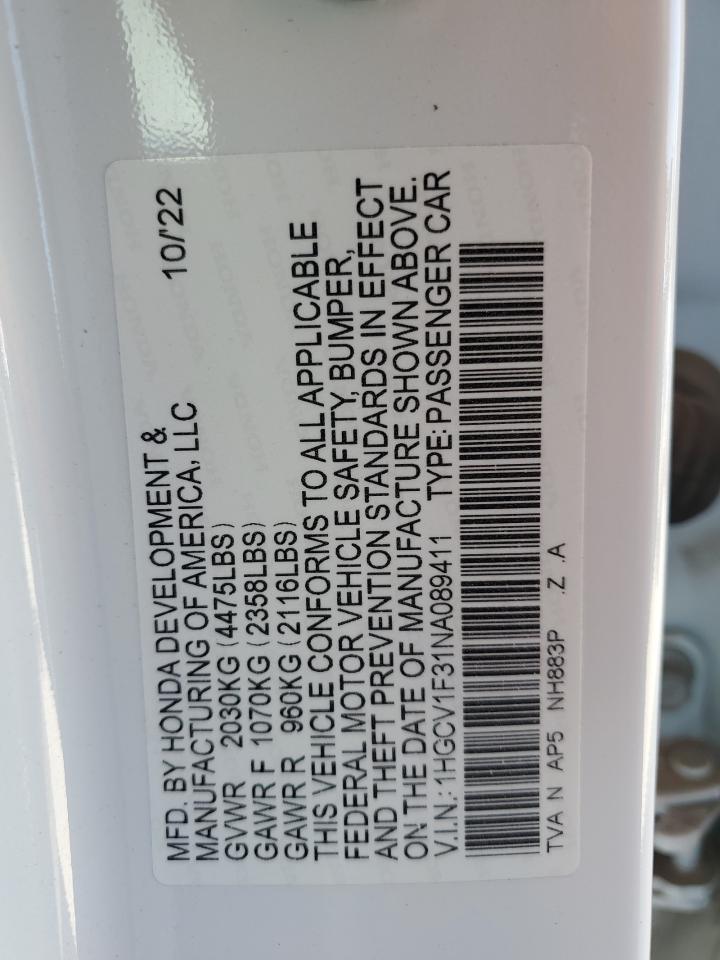 MFD. BY HONDA DEVELOPMENT & 10/'22
MANUFACTURING OF AMERICA, LLC
GVWR 2030KG (4475LBS)
GAWR F 1070KG (2358LBS)
GAWR R 960KG (2116LBS)
THIS VEHICLE CONFORMS TO ALL APPLICABLE
FEDERAL MOTOR VEHICLE SAFETY, BUMPER,
AND THEFT PREVENTION STANDARDS IN EFFECT
ON THE DATE OF MANUFACTURE SHOWN ABOVE.
V.I.N.: 1HGCV1F31NA089411 TYPE: PASSENGER CAR
TVA N AP5 NH883P .Z .A